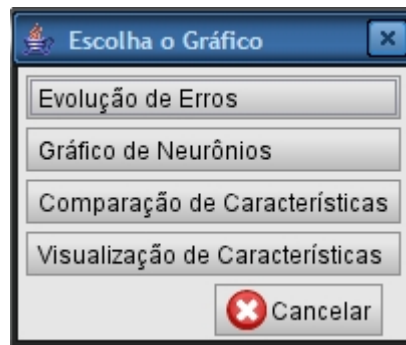 Escolha o Gráfico
Evolução de Erros
Gráfico de Neurônios
Comparação de Características
Visualização de Características
Cancelar